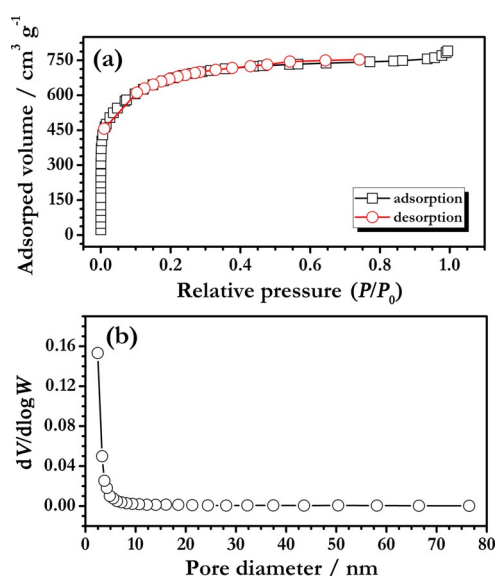 (a)
Adsorped volume / cm³ g⁻¹
750
600
450
300
150
0
adsorption
desorption
0.0 0.2 0.4 0.6 0.8 1.0
Relative pressure (P/P₀)
(b)
dV/dlogW
0.16
0.12
0.08
0.04
0.00
0 10 20 30 40 50 60 70 80
Pore diameter / nm